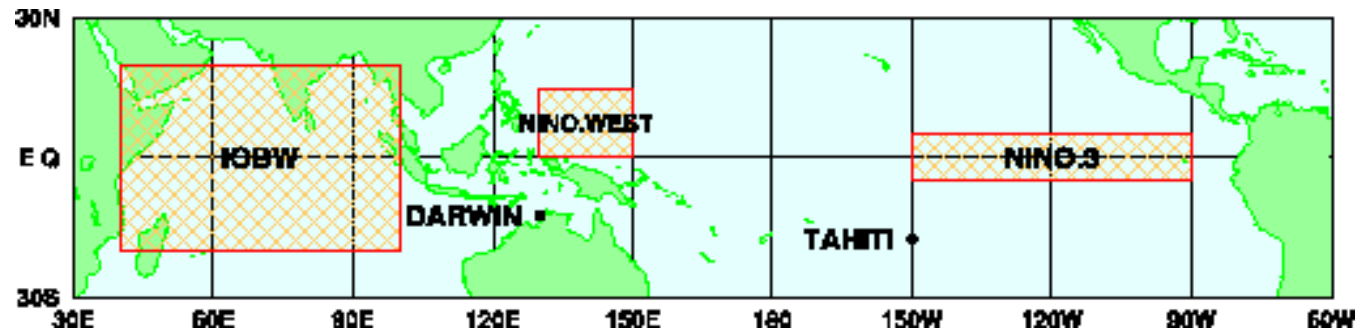 30N
NINO.WEST
EQ
IOBW
NINO.3
DARWIN
TAHITI
30S
30E 60E 90E 120E 150E 180 150W 120W 90W 60W